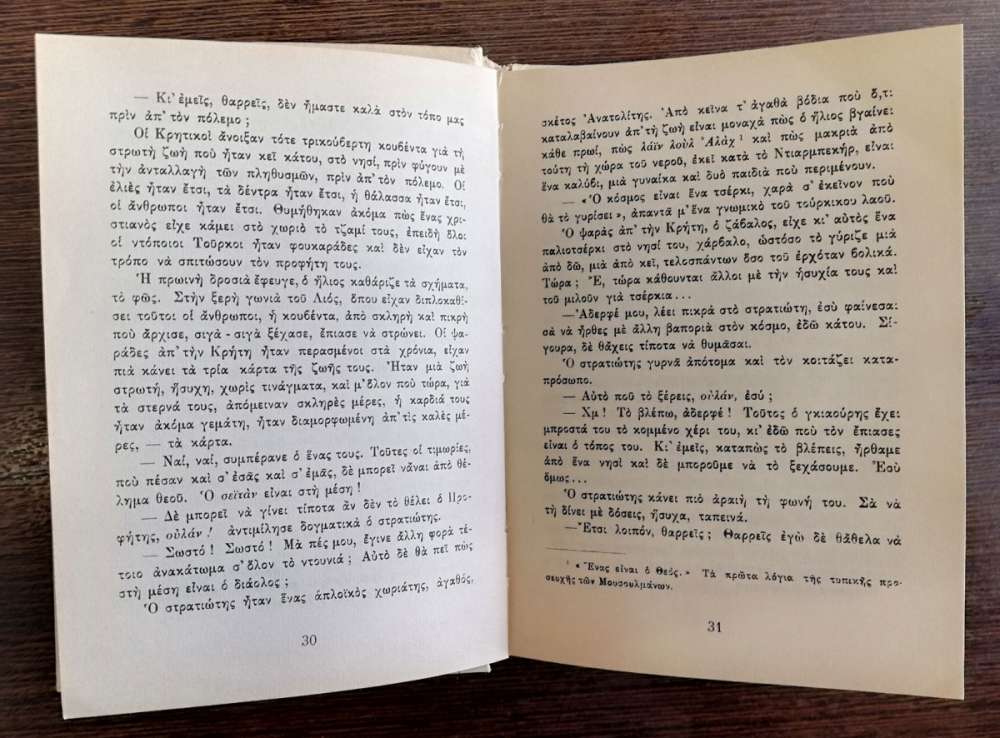 — Κι᾿ ἐμεῖς, θαρρεῖς, δὲν ἤμαστε καλὰ στὸν τόπο μας
πρὶν ἀπ᾿ τὸν πόλεμο ;
Οἱ Κρητικοὶ ἄνοιξαν τότε τρικούβερτη κουβέντα γιὰ τὴ
στρωτὴ ζωὴ ποὺ ἦταν κεῖ κάτου, στὸ νησί, πρὶν φύγουν μὲ
τὴν ἀνταλλαγὴ τῶν πληθυσμῶν, πρὶν ἀπ᾿ τὸν πόλεμο. Οἱ
ἐλιὲς ἦταν ἔτσι, τὰ δέντρα ἦταν ἔτσι, ἡ θάλασσα ἦταν ἔτσι,
οἱ ἄνθρωποι ἦταν ἔτσι. Θυμήθηκαν ἀκόμα πὼς ἕνας χρι-
στιανὸς εἶχε κάμει στὸ χωριὸ τὸ τζαμί τους, ἐπειδὴ ὅλοι
οἱ ντόποιοι Τοῦρκοι ἦταν φουκαράδες καὶ δὲν εἶχαν τὸν
τρόπο νὰ σπιτώσουν τὸν προφήτη τους.
Ἡ πρωινὴ δροσιὰ ἔφευγε, ὁ ἥλιος καθάριζε τὰ σχήματα,
τὸ φῶς. Στὴν ξερὴ γωνιὰ τοῦ Λιός, ὅπου εἶχαν διπλοκαθί-
σει τοῦτοι οἱ ἄνθρωποι, ἡ κουβέντα, ἀπὸ σκληρὴ καὶ πικρὴ
ποὺ ἄρχισε, σιγὰ - σιγὰ ξέχασε, ἔπιασε νὰ στρώνει. Οἱ ψα-
ράδες ἀπ᾿ τὴν Κρήτη ἦταν περασμένοι στὰ χρόνια, εἶχαν
πιὰ κάνει τὰ τρία κάρτα τῆς ζωῆς τους. Ἤταν μιὰ ζωὴ
στρωτή, ἥσυχη, χωρὶς τινάγματα, καὶ μ᾿ ὅλον ποὺ τώρα, γιὰ
τὰ στερνά τους, ἀπόμειναν σκληρὲς μέρες, ἡ καρδιά τους
ἦταν ἀκόμα γεμάτη, ἦταν διαμορφωμένη ἀπ᾿ τὶς καλὲς μέ-
ρες, — τὰ κάρτα.
— Ναί, ναί, συμπέρανε ὁ ἕνας τους. Τοῦτες οἱ τιμωρίες,
ποὺ πέσαν καὶ σ᾿ ἐσᾶς καὶ σ᾿ ἐμᾶς, δὲ μπορεῖ νἆναι ἀπὸ θέ-
λημα θεοῦ. Ὁ σεϊτὰν εἶναι στὴ μέση !
— Δὲ μπορεῖ νὰ γίνει τίποτα ἂν δὲν τὸ θέλει ὁ Προ-
φήτης, οὐλάν ! ἀντιμίλησε δογματικὰ ὁ στρατιώτης.
— Σωστό ! Σωστό ! Μὰ πές μου, ἔγινε ἄλλη φορὰ τέ-
τοιο ἀνακάτωμα σ᾿ ὅλον τὸ ντουνιά ; Αὐτὸ δὲ θὰ πεῖ πὼς
στὴ μέση εἶναι ὁ διάολος ;
Ὁ στρατιώτης ἦταν ἕνας ἁπλοϊκὸς χωριάτης, ἀγαθός,
30
σκέτος Ἀνατολίτης. Ἀπὸ κεῖνα τ᾿ ἀγαθὰ βόδια ποὺ ὅ,τι
καταλαβαίνουν ἀπ᾿ τὴ ζωὴ εἶναι μοναχὰ πὼς ὁ ἥλιος βγαίνει
κάθε πρωί, πὼς λάϊν λοὺλ Ἀλὰχ ¹ καὶ πὼς μακριὰ ἀπὸ
τούτη τὴ χώρα τοῦ νεροῦ, ἐκεῖ κατὰ τὸ Ντιαρμπεκήρ, εἶναι
ἕνα καλύβι, μιὰ γυναίκα καὶ δυὸ παιδιὰ ποὺ περιμένουν.
— «Ὁ κόσμος εἶναι ἕνα τσέρκι, χαρὰ σ᾿ ἐκεῖνον ποὺ
θὰ τὸ γυρίσει», ἀπαντᾶ μ᾿ ἕνα γνωμικὸ τοῦ τούρκικου λαοῦ.
Ὁ ψαρὰς ἀπ᾿ τὴν Κρήτη, ὁ ζάβαλος, εἶχε κι᾿ αὐτὸς ἕνα
παλιοτσέρκι στὸ νησί του, χάρβαλο, ὡστόσο τὸ γύριζε μιὰ
ἀπὸ δῶ, μιὰ ἀπὸ κεῖ, τελοσπάντων ὅσο τοῦ ἐρχόταν βολικά.
Τώρα ; Ἔ, τώρα κάθουνται ἄλλοι μὲ τὴν ἡσυχία τους καὶ
τοῦ μιλοῦν γιὰ τσέρκια...
—Ἀδερφέ μου, λέει πικρὰ στὸ στρατιώτη, ἐσὺ φαίνεσαι
σὰ νὰ ἦρθες μὲ ἄλλη βαποριὰ στὸν κόσμο, ἐδῶ κάτου. Σί-
γουρα, δὲ θἄχεις τίποτα νὰ θυμᾶσαι.
Ὁ στρατιώτης γυρνᾶ ἀπότομα καὶ τὸν κοιτάζει κατα-
πρόσωπο.
— Αὐτὸ ποῦ τὸ ξέρεις, οὐλάν, ἐσύ ;
— Χμ ! Τὸ βλέπω, ἀδερφέ ! Τοῦτος ὁ γκιαούρης ἔχει
μπροστά του τὸ κομμένο χέρι του, κι᾿ ἐδῶ ποὺ τὸν ἔπιασες
εἶναι ὁ τόπος του. Κι᾿ ἐμεῖς, καταπὼς τὸ βλέπεις, ἤρθαμε
ἀπὸ ἕνα νησὶ καὶ δὲ μποροῦμε νὰ τὸ ξεχάσουμε. Ἐσὺ
ὅμως...
Ὁ στρατιώτης κάνει πιὸ ἀραιὴ τὴ φωνή του. Σὰ νὰ
τὴ δίνει μὲ δόσεις, ἥσυχα, ταπεινά.
—Ἔτσι λοιπόν, θαρρεῖς ; Θαρρεῖς ἐγὼ δὲ θἄθελα νὰ
¹ «Ἕνας εἶναι ὁ Θεός.» Τὰ πρῶτα λόγια τῆς τυπικῆς προ-
σευχῆς τῶν Μουσουλμάνων.
31